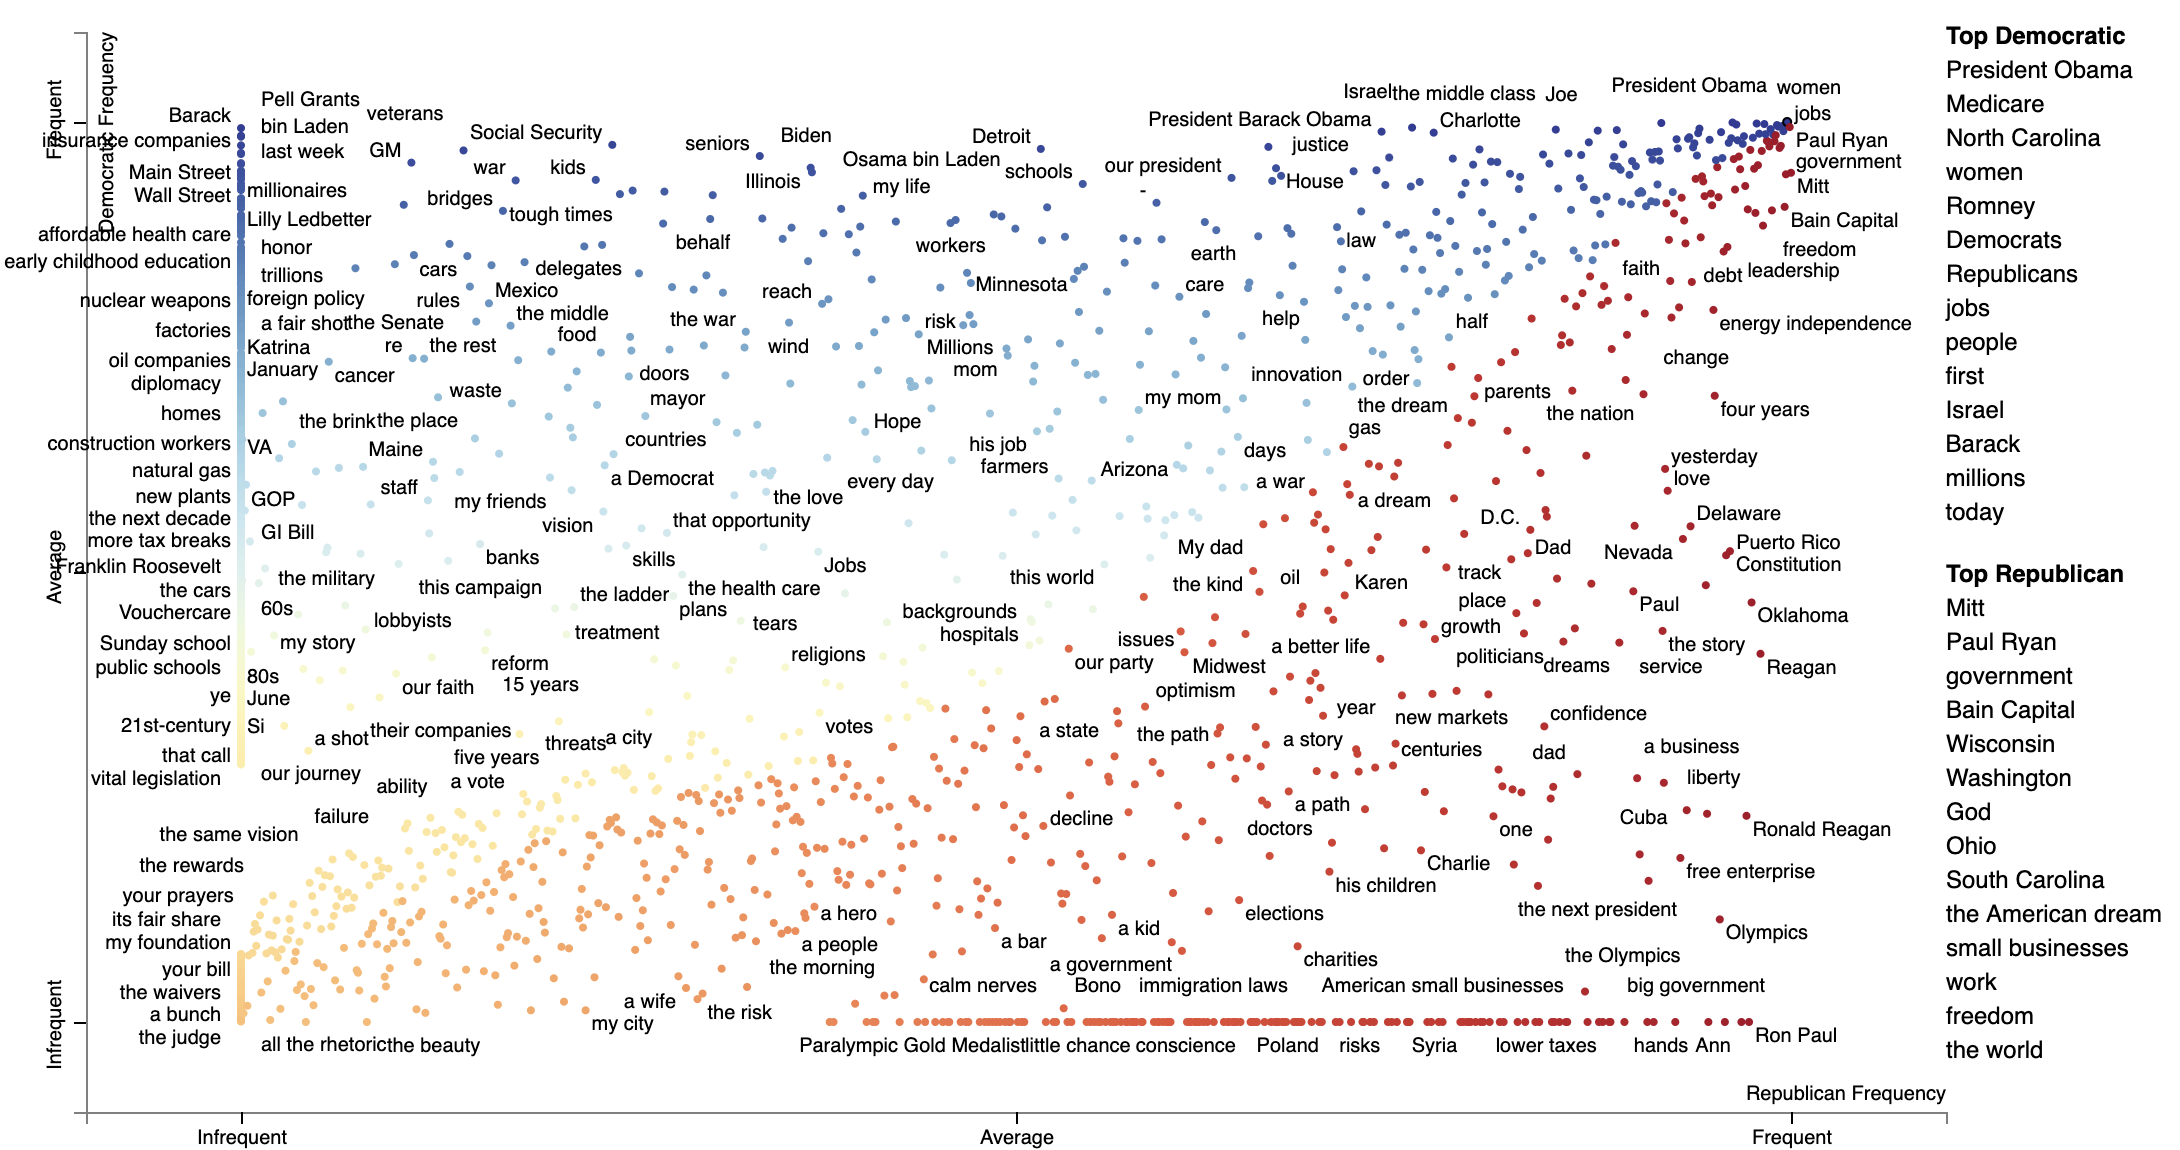 Top Democratic
President Obama
Medicare
North Carolina
women
Romney
Democrats
Republicans
jobs
people
first
Israel
Barack
millions
today
Top Republican
Mitt
Paul Ryan
government
Bain Capital
Wisconsin
Washington
God
Ohio
South Carolina
the American dream
small businesses
work
freedom
the world
Democratic Frequency
Frequent
Average
Infrequent
Republican Frequency
Infrequent
Average
Frequent
Barack
insurance companies
Main Street
Wall Street
affordable health care
early childhood education
nuclear weapons
factories
oil companies
diplomacy
homes
construction workers
natural gas
new plants
the next decade
more tax breaks
Franklin Roosevelt
the cars
Vouchercare
Sunday school
public schools
ye
21st-century
that call
vital legislation
the same vision
the rewards
your prayers
its fair share
my foundation
your bill
the waivers
a bunch
the judge
Pell Grants
bin Laden
last week
millionaires
Lilly Ledbetter
honor
trillions
foreign policy
a fair shot
the Senate
Katrina
January
re
the rest
cancer
the brink
the place
VA
Maine
GOP
staff
GI Bill
the military
60s
my story
lobbyists
80s
June
Si
our faith
a shot
their companies
our journey
ability
failure
all the rhetoric
the beauty
veterans
GM
Social Security
war
kids
bridges
tough times
cars
delegates
rules
Mexico
the middle
food
waste
my friends
vision
banks
this campaign
the ladder
treatment
reform
15 years
five years
threats
a city
a vote
seniors
Biden
Illinois
Osama bin Laden
my life
Detroit
schools
behalf
workers
reach
Minnesota
the war
risk
wind
Millions
mom
doors
mayor
Hope
countries
his job
farmers
a Democrat
every day
the love
that opportunity
skills
Jobs
the health care
plans
tears
this world
backgrounds
hospitals
religions
votes
President Barack Obama
Israel
the middle class
Joe
President Obama
women
jobs
Charlotte
justice
Paul Ryan
government
our president
-
House
Mitt
Bain Capital
law
earth
freedom
faith
debt
leadership
care
help
half
energy independence
change
innovation
order
parents
my mom
the dream
the nation
four years
gas
days
yesterday
love
Arizona
a war
a dream
D.C.
Delaware
My dad
Dad
Nevada
Puerto Rico
Constitution
the kind
oil
Karen
track
place
Paul
Oklahoma
growth
issues
a better life
the story
our party
Midwest
politicians
dreams
service
Reagan
optimism
year
new markets
confidence
a state
the path
a story
centuries
dad
a business
liberty
a path
decline
doctors
one
Cuba
Ronald Reagan
Charlie
free enterprise
his children
a hero
elections
the next president
a kid
Olympics
a people
a bar
the morning
a government
charities
the Olympics
calm nerves
Bono
immigration laws
American small businesses
big government
a wife
the risk
my city
Paralympic Gold Medalist
little chance
conscience
Poland
risks
Syria
lower taxes
hands
Ann
Ron Paul